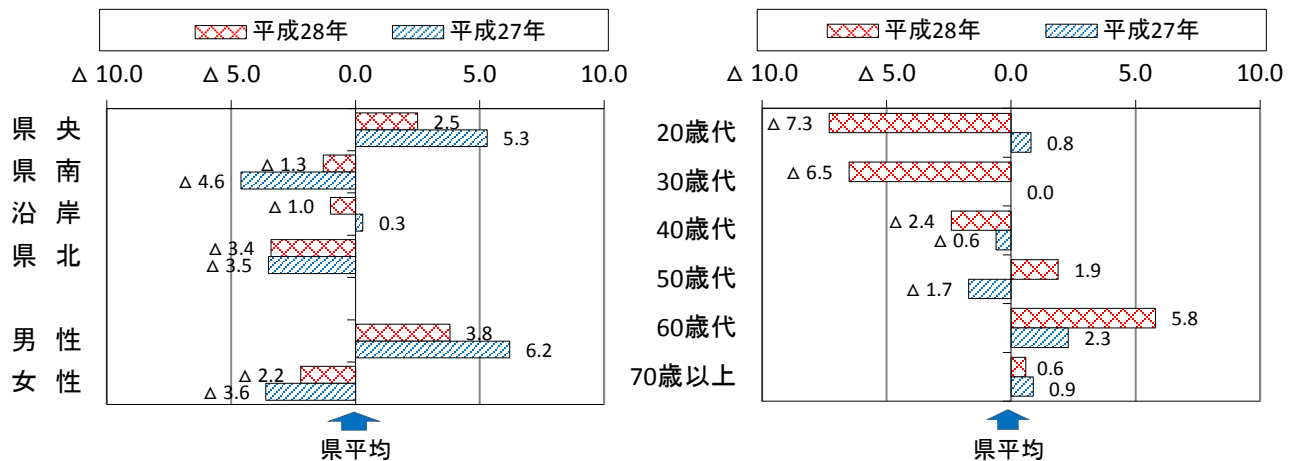 平成28年 平成27年
△ 10.0 △ 5.0 0.0 5.0 10.0
県 央 2.5
5.3
県 南 △ 1.3
△ 4.6
沿 岸 △ 1.0
0.3
県 北 △ 3.4
△ 3.5
男 性 3.8
6.2
女 性 △ 2.2
△ 3.6
県平均
平成28年 平成27年
△ 10.0 △ 5.0 0.0 5.0 10.0
20歳代 △ 7.3
0.8
30歳代 △ 6.5
0.0
40歳代 △ 2.4
△ 0.6
50歳代 1.9
△ 1.7
60歳代 5.8
2.3
70歳以上 0.6
0.9
県平均